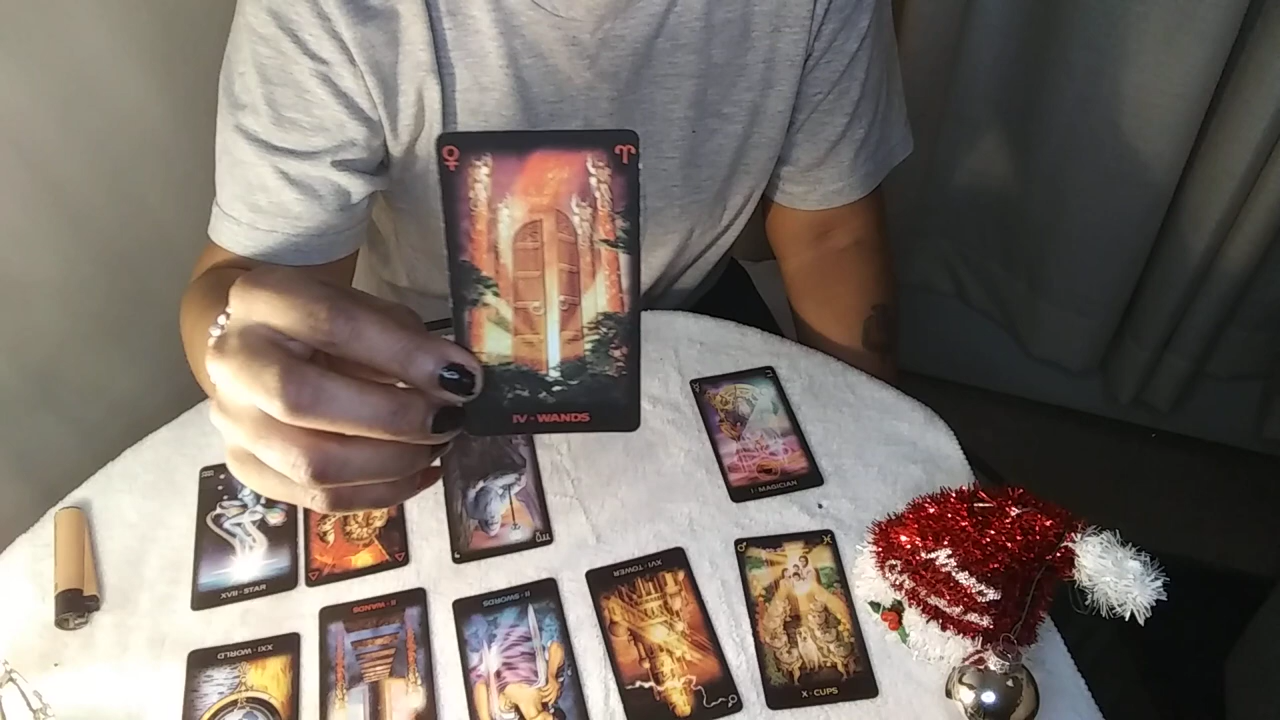 IV - WANDS
I - MAGICIAN
XVII - STAR
XVI - TOWER
II - WANDS
II - SWORDS
XXI - WORLD
X - CUPS